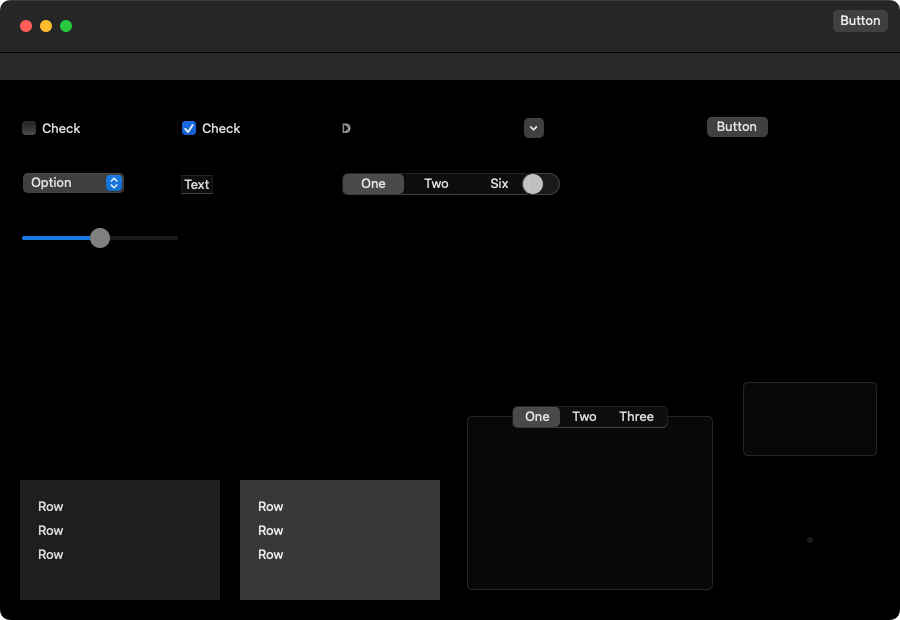 Button
Check
Check
D
Button
Option
Text
One
Two
Six
One
Two
Three
Row
Row
Row
Row
Row
Row